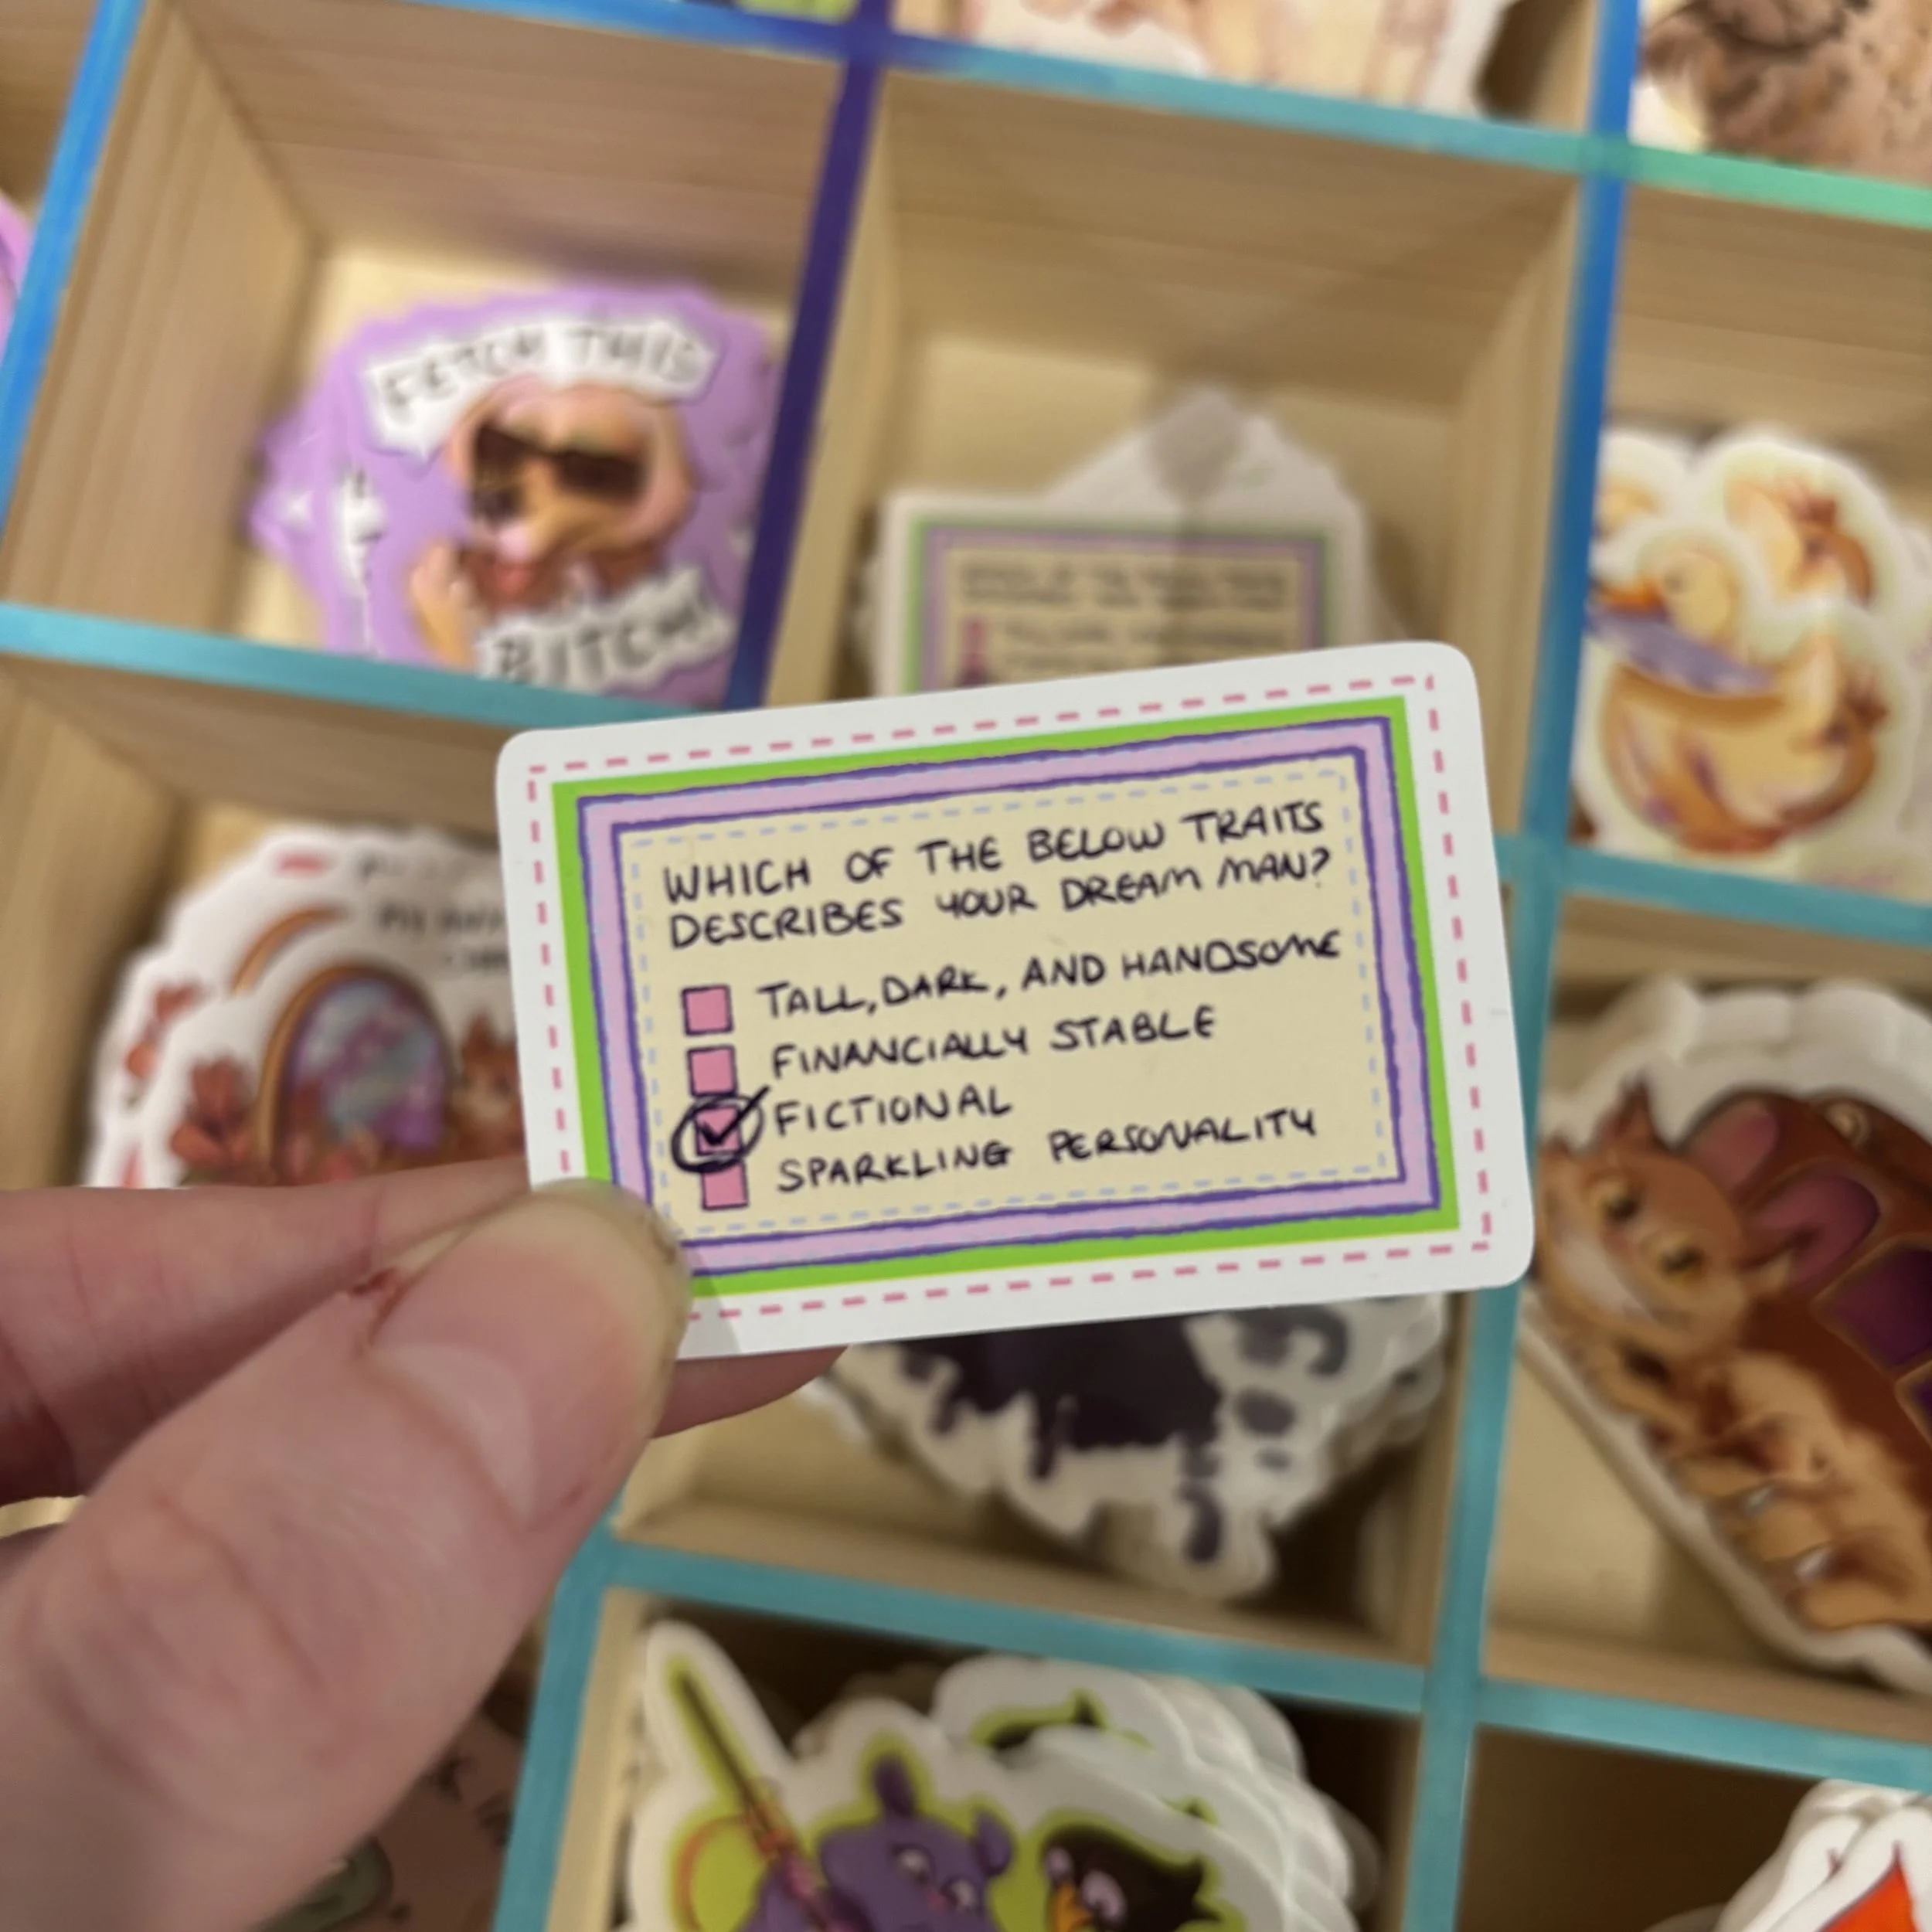 FETCH THIS
BITCH!
WHICH OF THE BELOW TRAITS
DESCRIBES YOUR DREAM MAN?
TALL, DARK, AND HANDSOME
FINANCIALLY STABLE
FICTIONAL
SPARKLING PERSONALITY